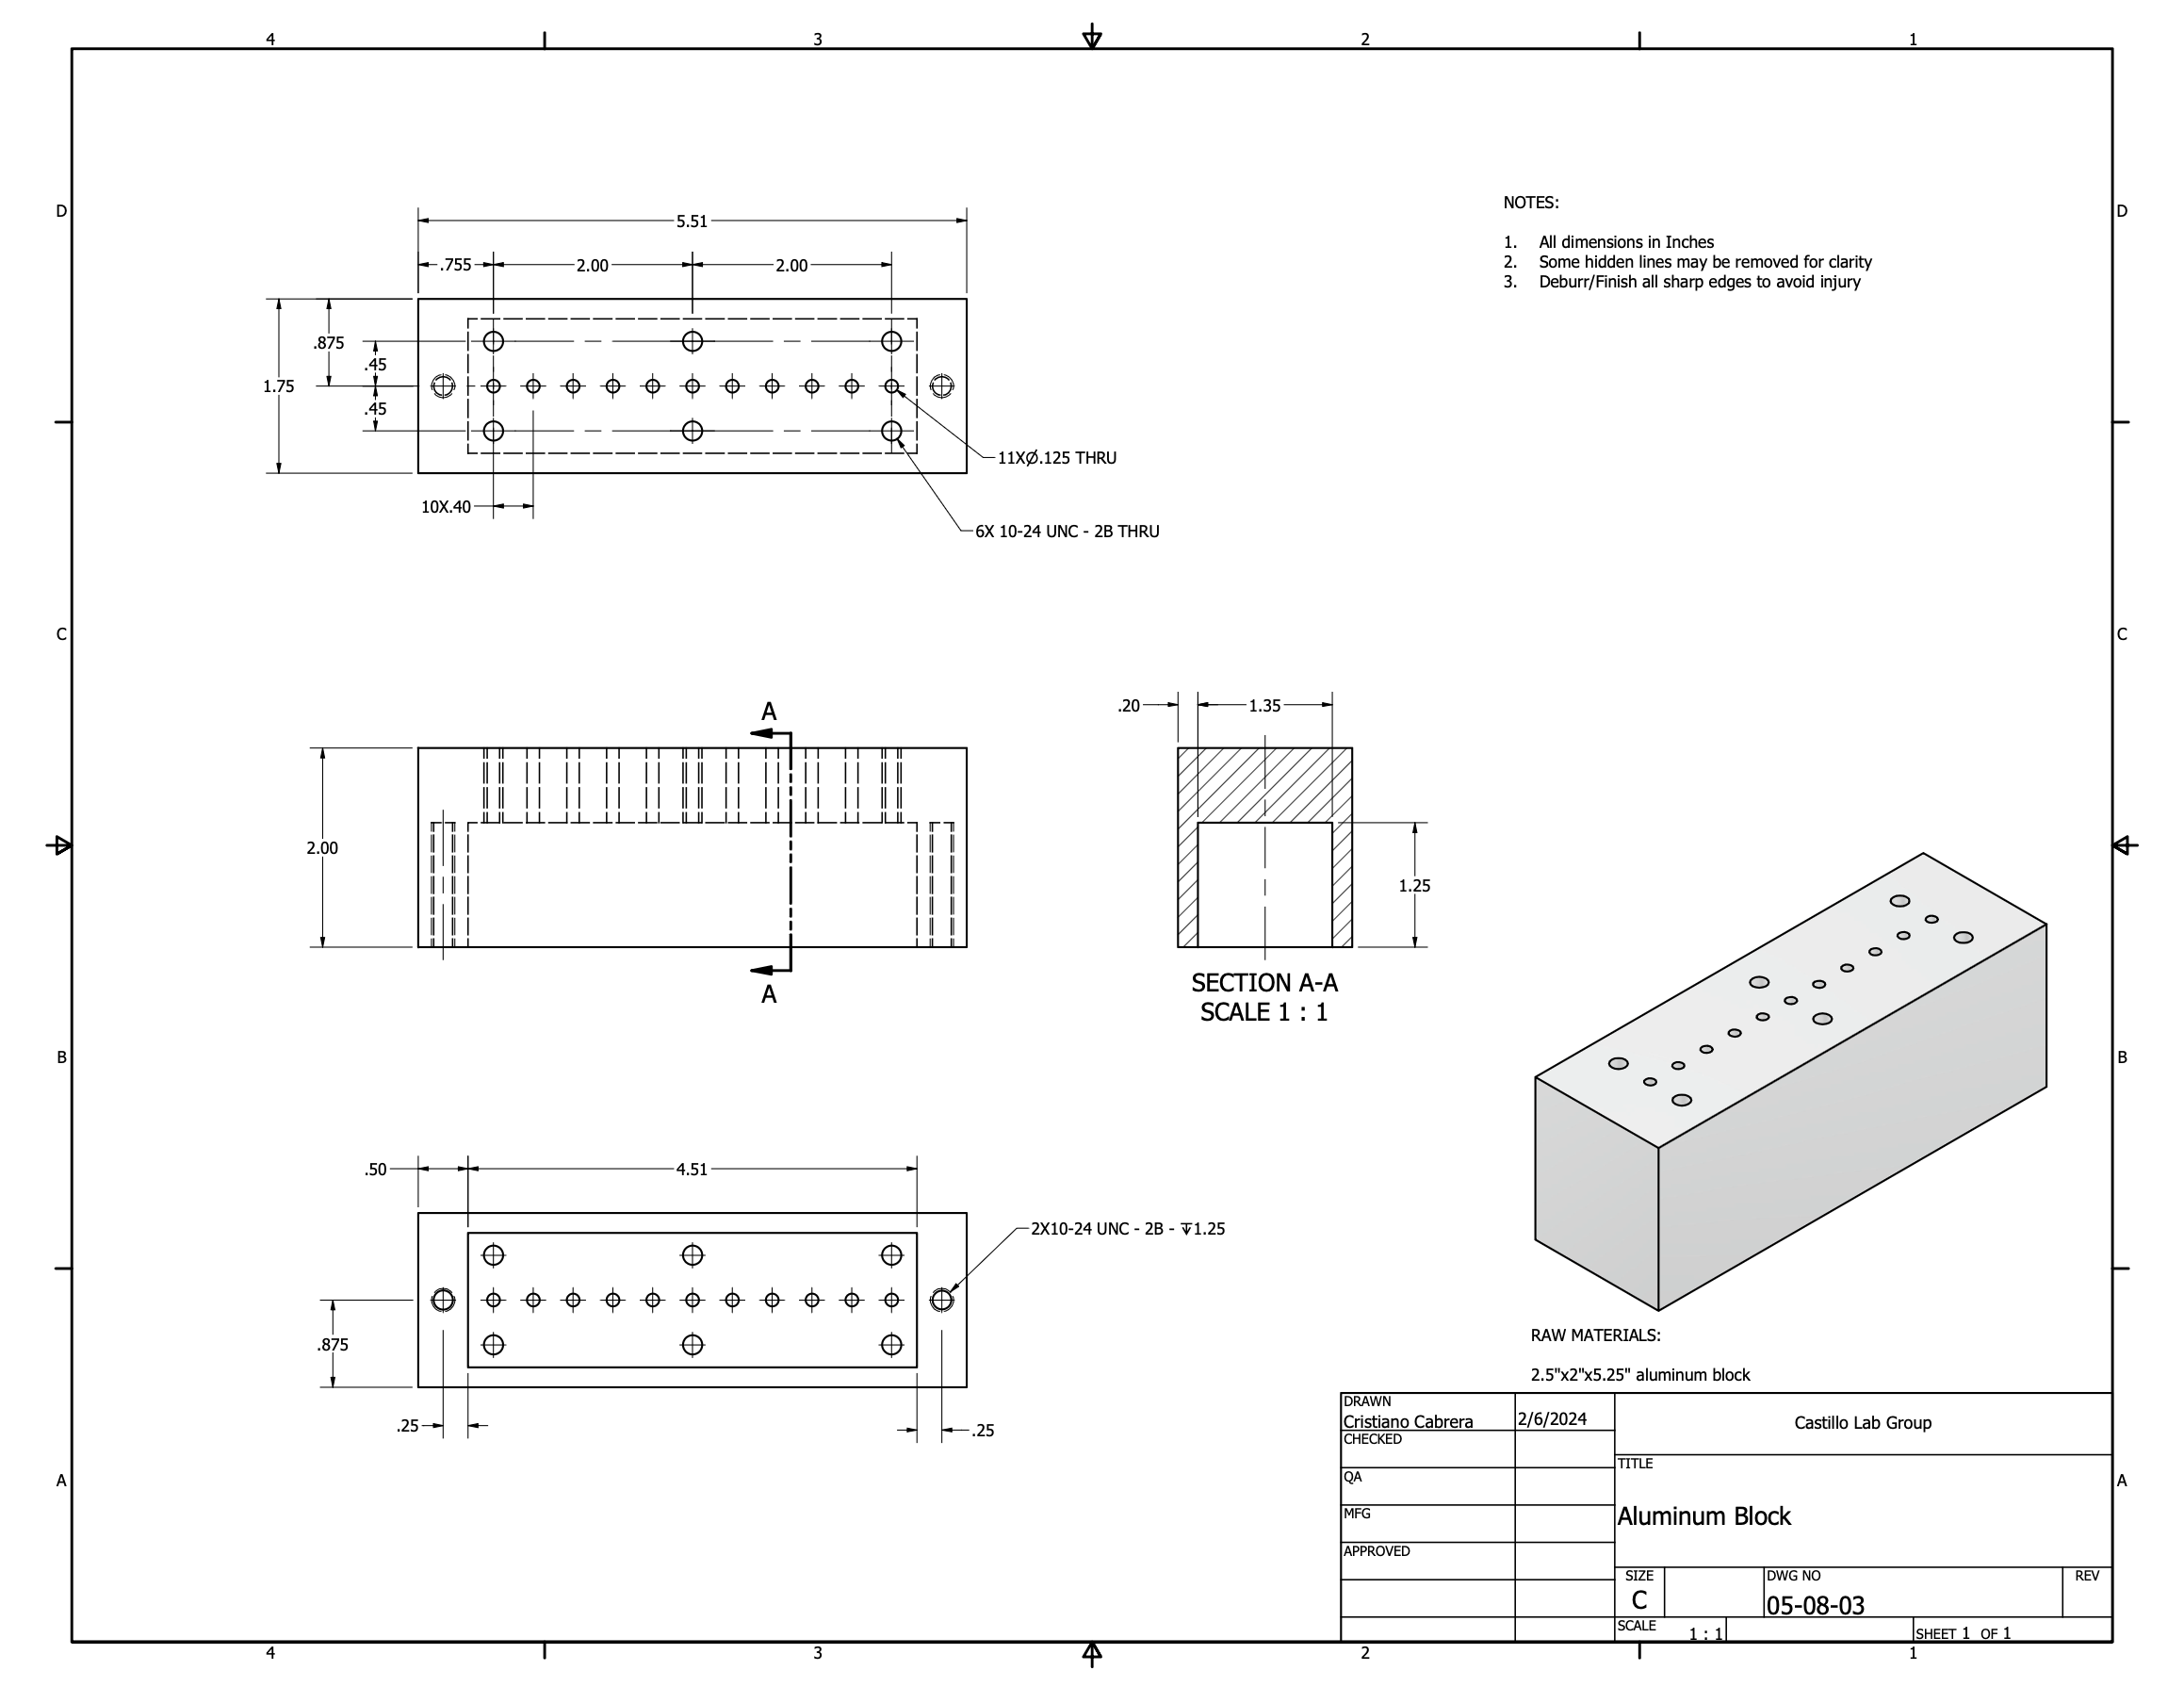 4 3 2 1
D D
NOTES:
1. All dimensions in Inches
2. Some hidden lines may be removed for clarity
3. Deburr/Finish all sharp edges to avoid injury
5.51
.755 2.00 2.00
.875
.45
1.75
.45
11XØ.125 THRU
10X.40
6X 10-24 UNC - 2B THRU
C C
.20 1.35
A
2.00
1.25
A
SECTION A-A
SCALE 1 : 1
B B
.50 4.51
2X10-24 UNC - 2B - ↧1.25
.875
.25 .25
RAW MATERIALS:
2.5"x2"x5.25" aluminum block
DRAWN
Cristiano Cabrera 2/6/2024
Castillo Lab Group
CHECKED
TITLE
QA
A A
MFG
Aluminum Block
APPROVED
SIZE DWG NO REV
C 05-08-03
SCALE 1 : 1 SHEET 1 OF 1
4 3 2 1